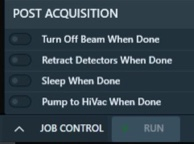 POST ACQUISITION
Turn Off Beam When Done
Retract Detectors When Done
Sleep When Done
Pump to HiVac When Done
JOB CONTROL RUN